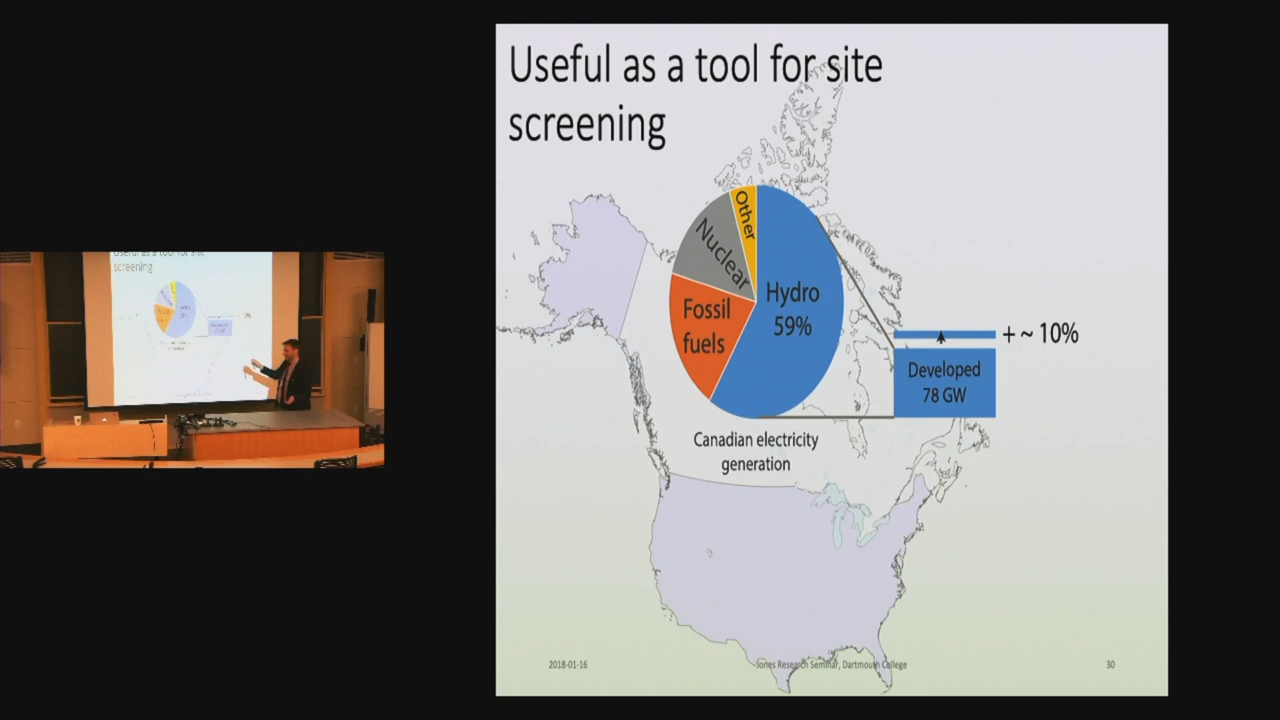 Useful as a tool for site
screening
Other
Nuclear
Hydro
59%
Fossil
fuels
+ ~ 10%
Developed
78 GW
Canadian electricity
generation
2018-01-16
Jones Research Seminar, Dartmouth College
30
screening